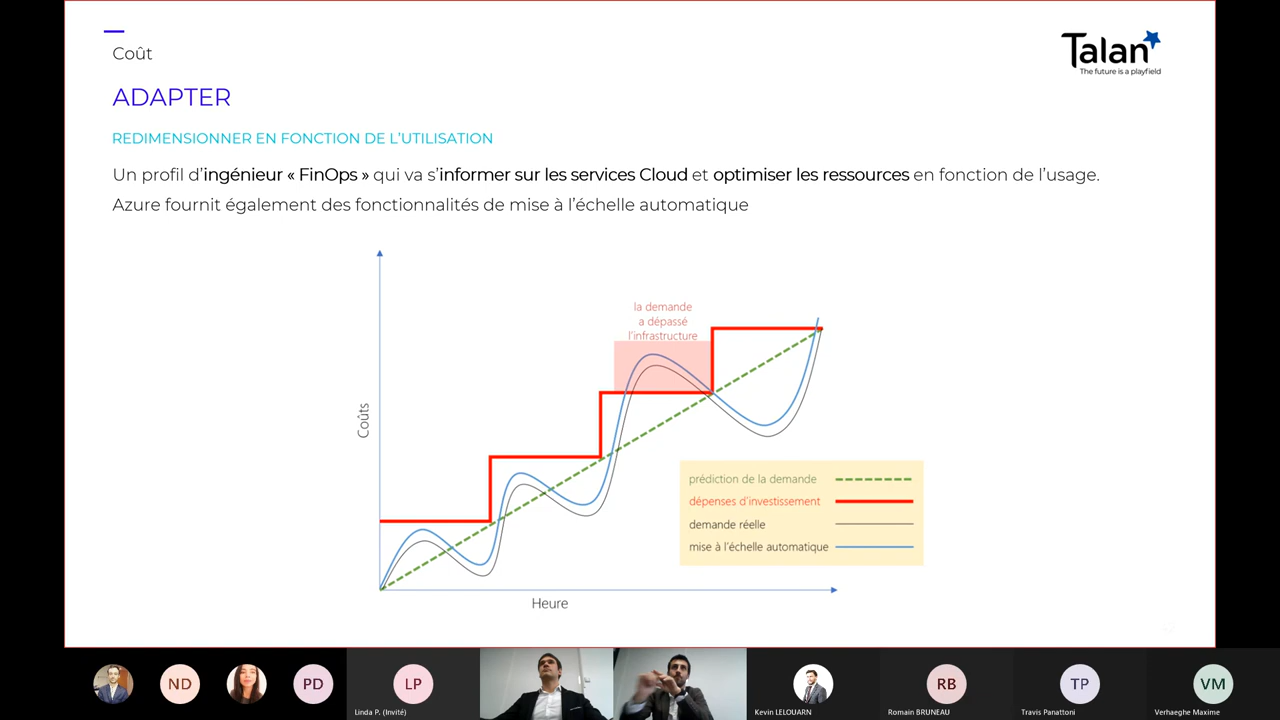 Coût
Talan
The future is a playfield
ADAPTER
REDIMENSIONNER EN FONCTION DE L’UTILISATION
Un profil d’ingénieur « FinOps » qui va s’informer sur les services Cloud et optimiser les ressources en fonction de l’usage.
Azure fournit également des fonctionnalités de mise à l’échelle automatique
la demande
a dépassé
l’infrastructure
Coûts
prédiction de la demande
dépenses d’investissement
demande réelle
mise à l’échelle automatique
Heure
ND
PD
LP
RB
TP
VM
Linda P. (Invité)
Kevin LELOUARN
Romain BRUNEAU
Travis Panattoni
Verhaeghe Maxime